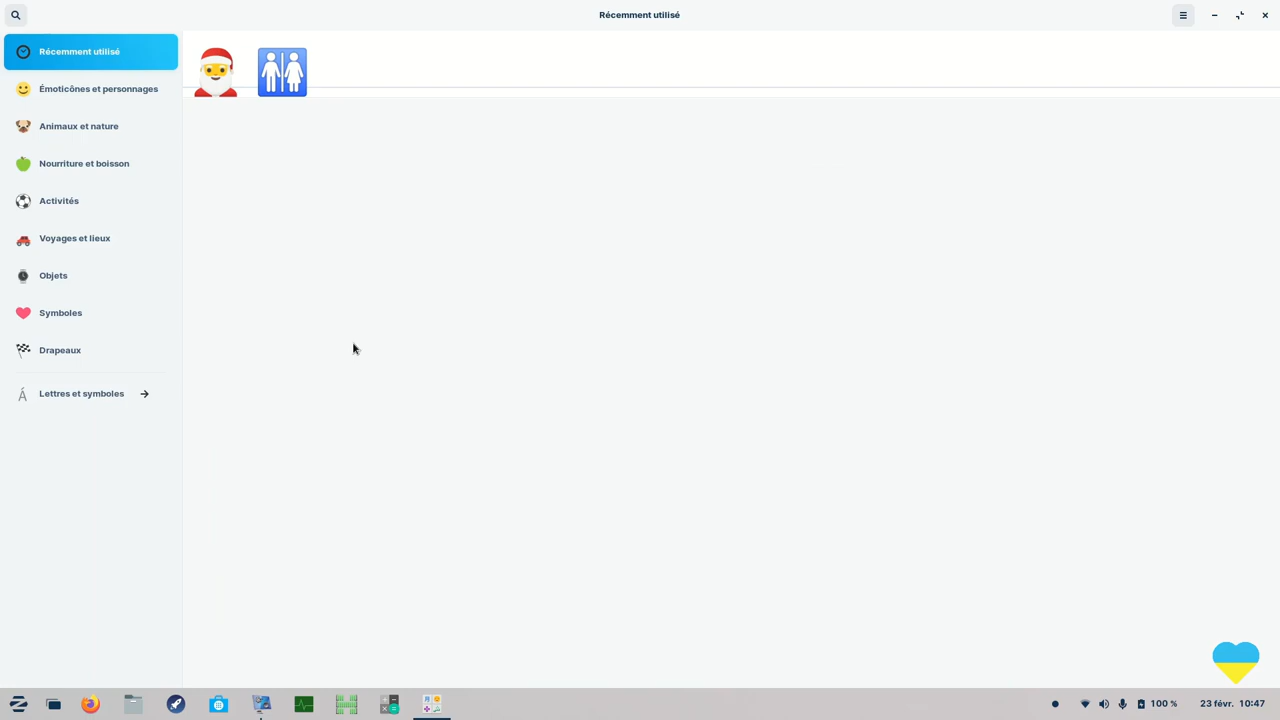 Récemment utilisé
Récemment utilisé
Émoticônes et personnages
Animaux et nature
Nourriture et boisson
Activités
Voyages et lieux
Objets
Symboles
Drapeaux
Lettres et symboles
100 %
23 févr. 10:47